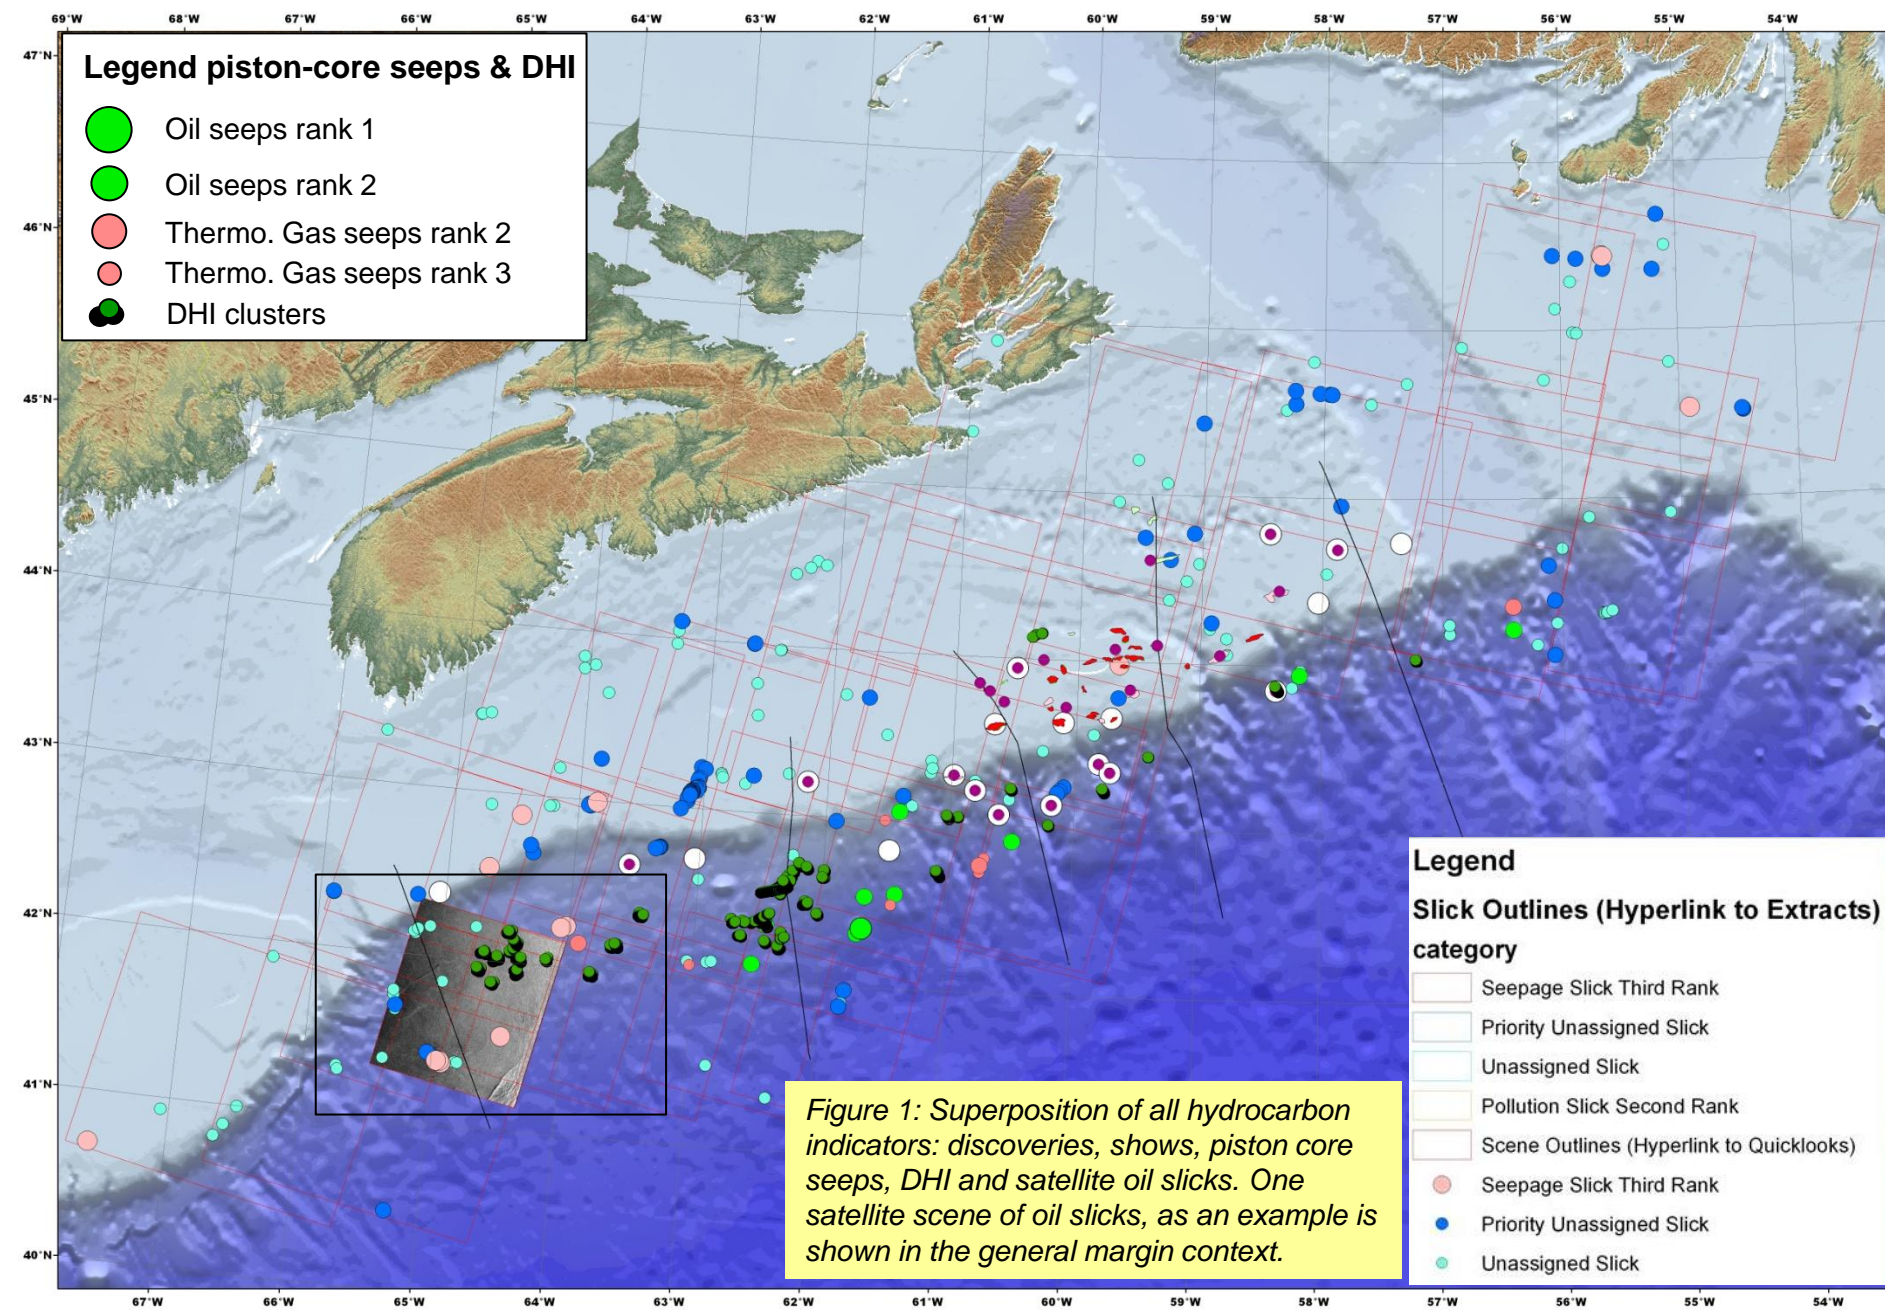 69°W 68°W 67°W 66°W 65°W 64°W 63°W 62°W 61°W 60°W 59°W 58°W 57°W 56°W 55°W 54°W
47°N
46°N
45°N
44°N
43°N
42°N
41°N
40°N
Legend piston-core seeps & DHI
Oil seeps rank 1
Oil seeps rank 2
Thermo. Gas seeps rank 2
Thermo. Gas seeps rank 3
DHI clusters
Legend
Slick Outlines (Hyperlink to Extracts)
category
Seepage Slick Third Rank
Priority Unassigned Slick
Unassigned Slick
Pollution Slick Second Rank
Scene Outlines (Hyperlink to Quicklooks)
Seepage Slick Third Rank
Priority Unassigned Slick
Unassigned Slick
Figure 1: Superposition of all hydrocarbon
indicators: discoveries, shows, piston core
seeps, DHI and satellite oil slicks. One
satellite scene of oil slicks, as an example is
shown in the general margin context.
67°W 66°W 65°W 64°W 63°W 62°W 61°W 60°W 59°W 58°W 57°W 56°W 55°W 54°W